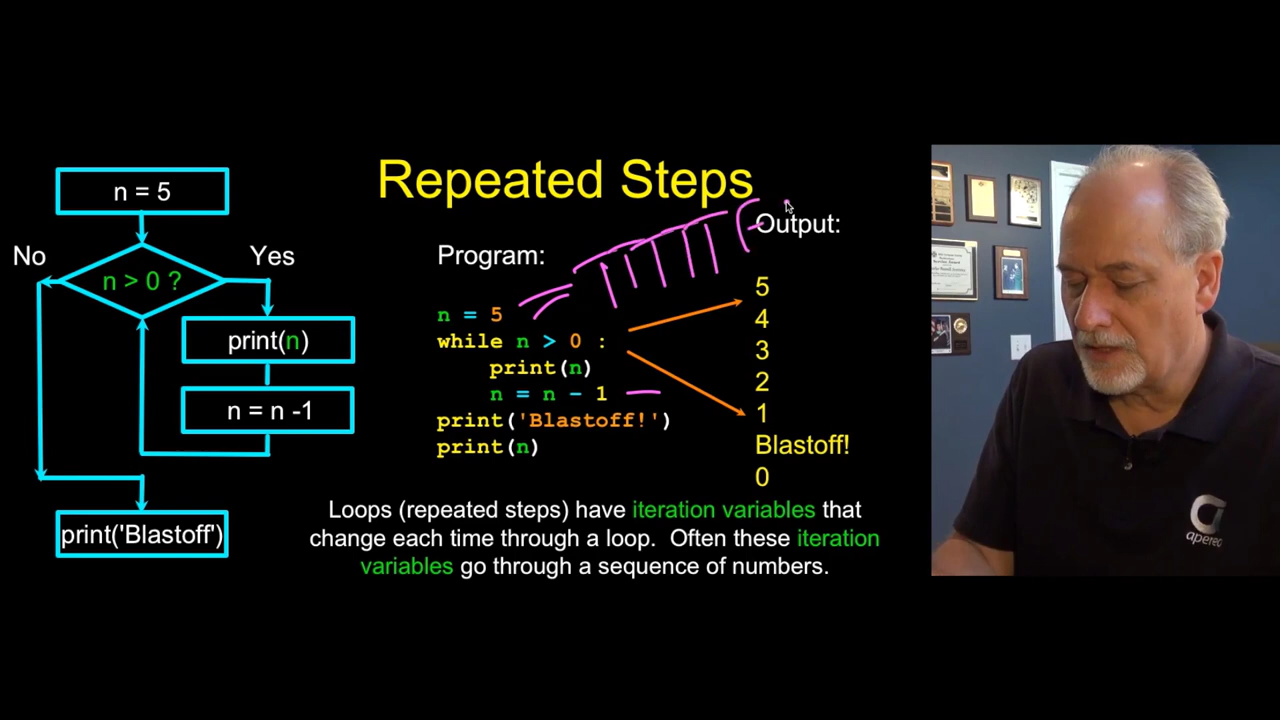 Repeated Steps
n = 5
No
Yes
n > 0 ?
print(n)
n = n -1
print('Blastoff')
Program:
n = 5
while n > 0 :
    print(n)
    n = n - 1
print('Blastoff!')
print(n)
Output:
5
4
3
2
1
Blastoff!
0
Loops (repeated steps) have iteration variables that
change each time through a loop.  Often these iteration
variables go through a sequence of numbers.
apereo